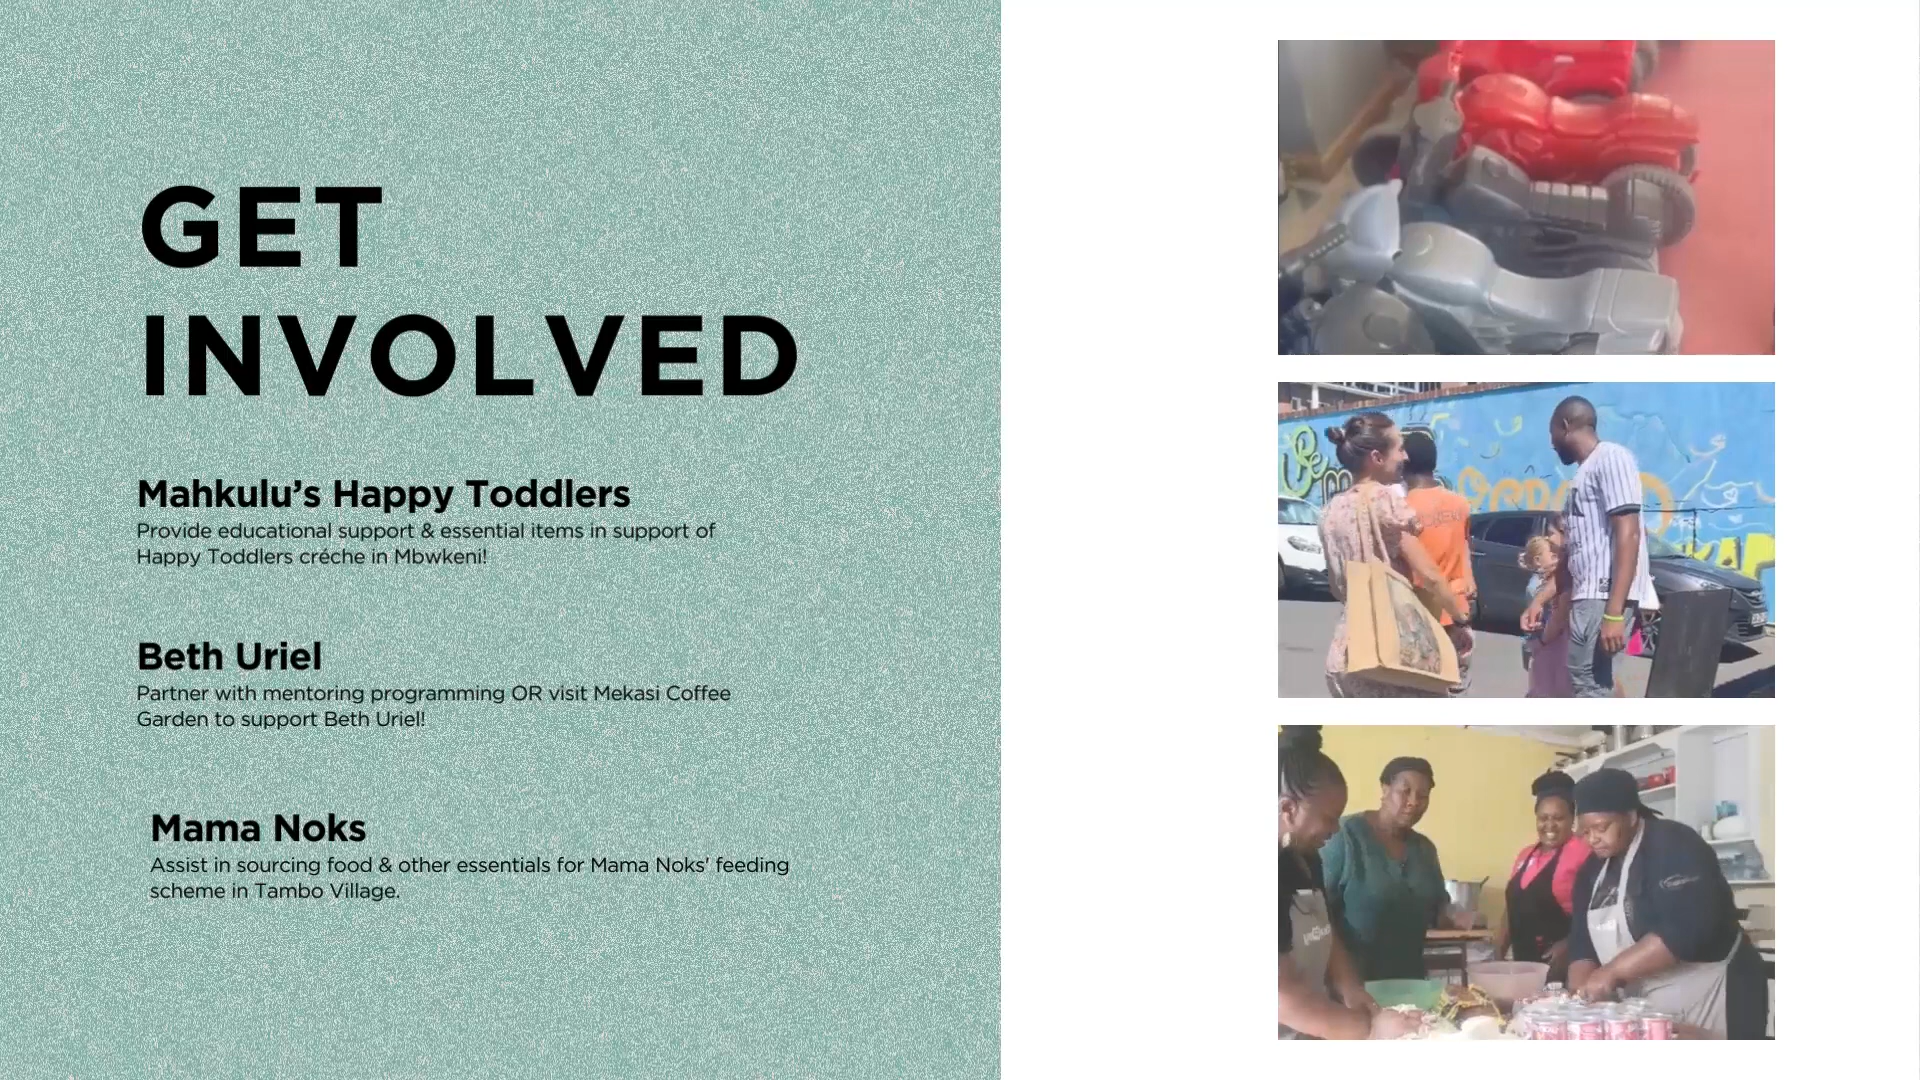 GET
INVOLVED
Mahkulu’s Happy Toddlers
Provide educational support & essential items in support of
Happy Toddlers créche in Mbwkeni!
Beth Uriel
Partner with mentoring programming OR visit Mekasi Coffee
Garden to support Beth Uriel!
Mama Noks
Assist in sourcing food & other essentials for Mama Noks' feeding
scheme in Tambo Village.